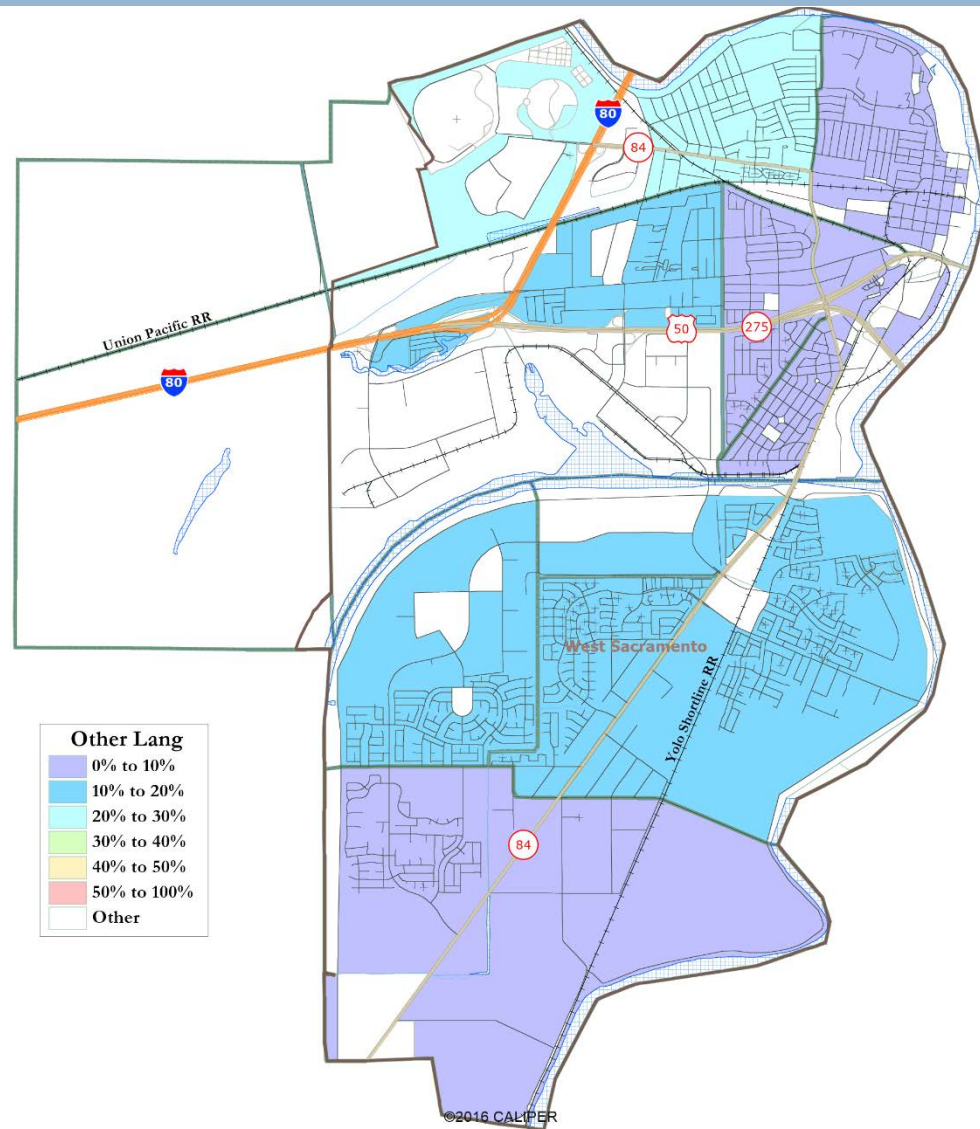 80
84
Union Pacific RR
50
275
80
West Sacramento
Yolo Shortline RR
Other Lang
0% to 10%
10% to 20%
20% to 30%
30% to 40%
40% to 50%
50% to 100%
Other
84
©2016 CALIPER